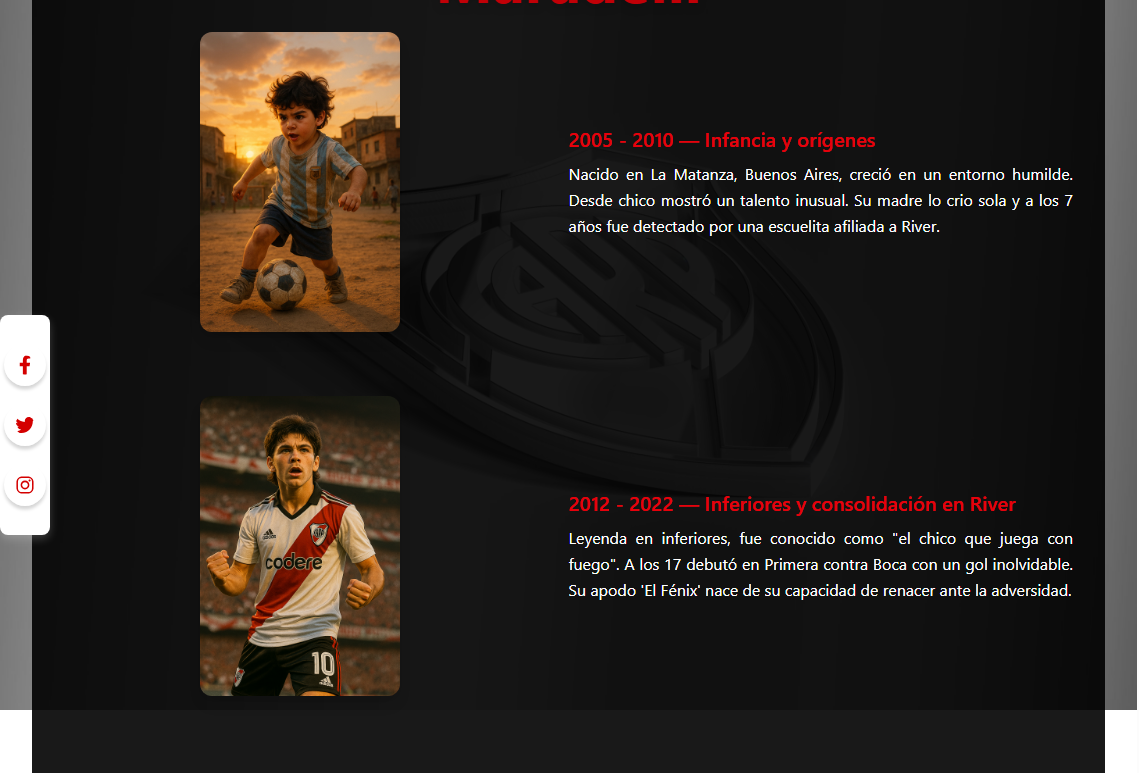 2005 - 2010 — Infancia y orígenes
Nacido en La Matanza, Buenos Aires, creció en un entorno humilde.
Desde chico mostró un talento inusual. Su madre lo crio sola y a los 7
años fue detectado por una escuelita afiliada a River.
codere
10
2012 - 2022 — Inferiores y consolidación en River
Leyenda en inferiores, fue conocido como "el chico que juega con
fuego". A los 17 debutó en Primera contra Boca con un gol inolvidable.
Su apodo 'El Fénix' nace de su capacidad de renacer ante la adversidad.